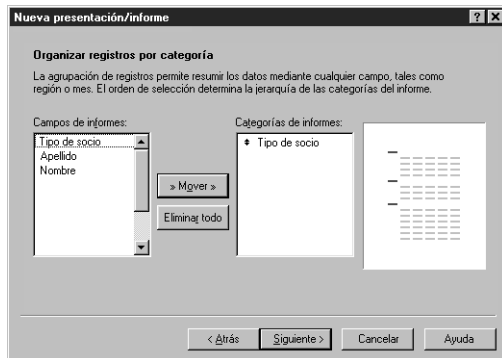 Nueva presentación/informe
Organizar registros por categoría
La agrupación de registros permite resumir los datos mediante cualquier campo, tales como
región o mes. El orden de selección determina la jerarquía de las categorías del informe.
Campos de informes:
Tipo de socio
Apellido
Nombre
» Mover »
Eliminar todo
Categorías de informes:
Tipo de socio
< Atrás
Siguiente >
Cancelar
Ayuda